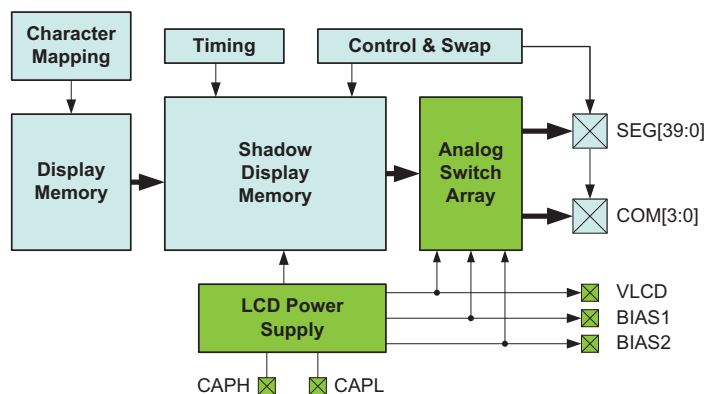 Character
Mapping
Timing
Control & Swap
Display
Memory
Shadow
Display
Memory
Analog
Switch
Array
SEG[39:0]
COM[3:0]
LCD Power
Supply
VLCD
BIAS1
BIAS2
CAPH
CAPL